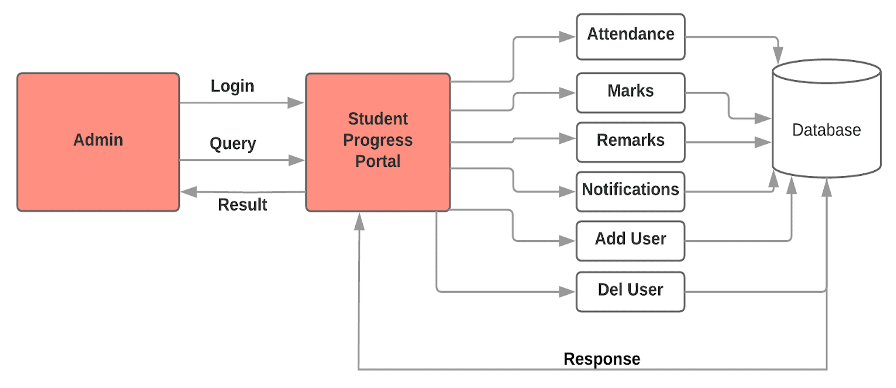 Admin
Login
Query
Result
Student
Progress
Portal
Attendance
Marks
Remarks
Notifications
Add User
Del User
Database
Response